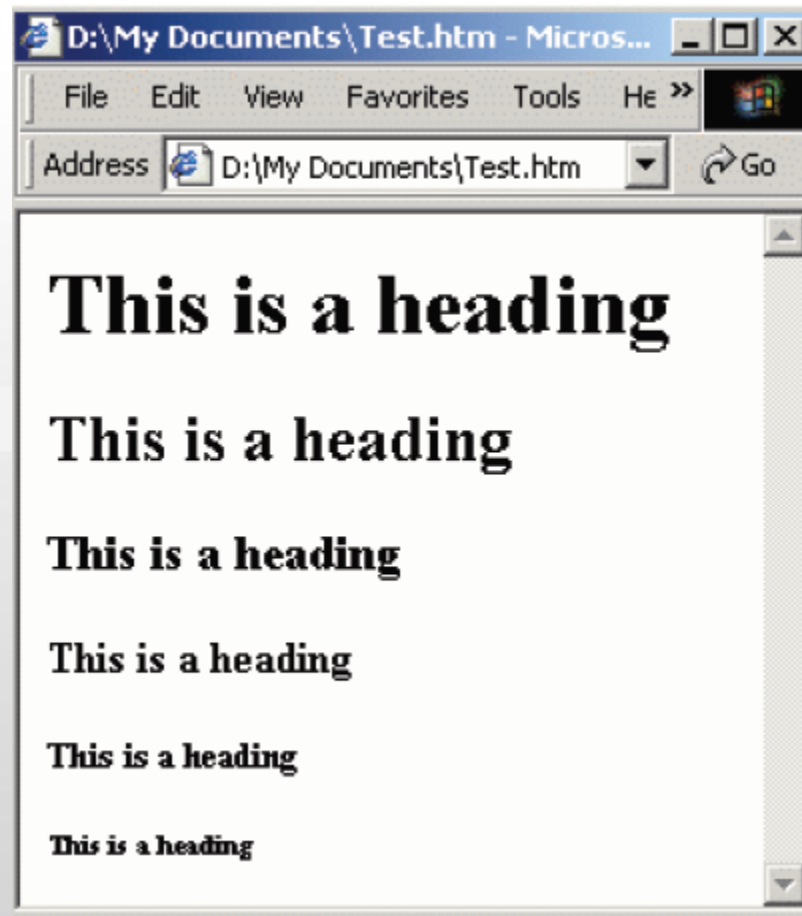 D:\My Documents\Test.htm - Micros...
File Edit View Favorites Tools He »
Address D:\My Documents\Test.htm Go
This is a heading
This is a heading
This is a heading
This is a heading
This is a heading
This is a heading